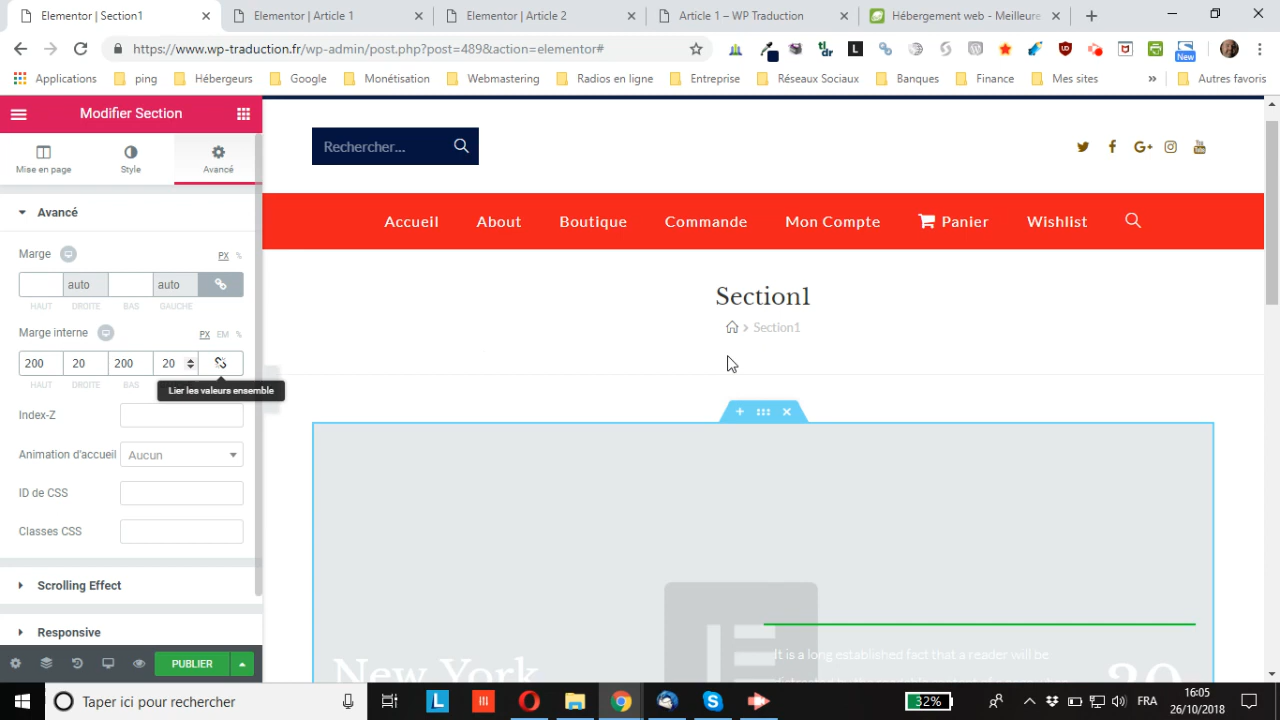 Elementor | Section1
Elementor | Article 1
Elementor | Article 2
Article 1 – WP Traduction
Hébergement web - Meilleure
https://www.wp-traduction.fr/wp-admin/post.php?post=489&action=elementor#
New
Applications
ping
Hébergeurs
Google
Monétisation
Webmastering
Radios en ligne
Entreprise
Réseaux Sociaux
Banques
Finance
Mes sites
»
Autres favoris
Modifier Section
Mise en page
Style
Avancé
Avancé
Marge
PX %
auto auto
HAUT DROITE BAS GAUCHE
Marge interne
PX EM %
200 20 200 20
HAUT DROITE BAS
Lier les valeurs ensemble
Index-Z
Animation d'accueil Aucun
ID de CSS
Classes CSS
Scrolling Effect
Responsive
PUBLIER
Rechercher...
Accueil
About
Boutique
Commande
Mon Compte
Panier
Wishlist
Section1
Section1
It is a long established fact that a reader will be
New York
20
Taper ici pour rechercher
32%
FRA
16:05
26/10/2018